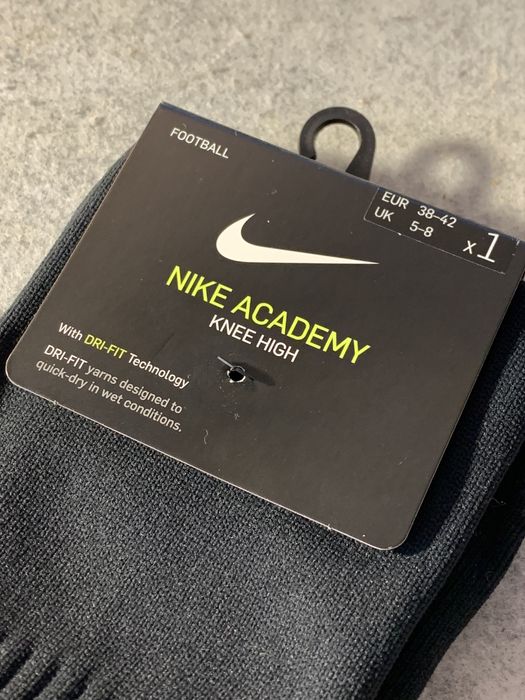 FOOTBALL
EUR 38-42
UK 5-8
x1
NIKE ACADEMY
KNEE HIGH
With DRI-FIT Technology
DRI-FIT yarns designed to
quick-dry in wet conditions.